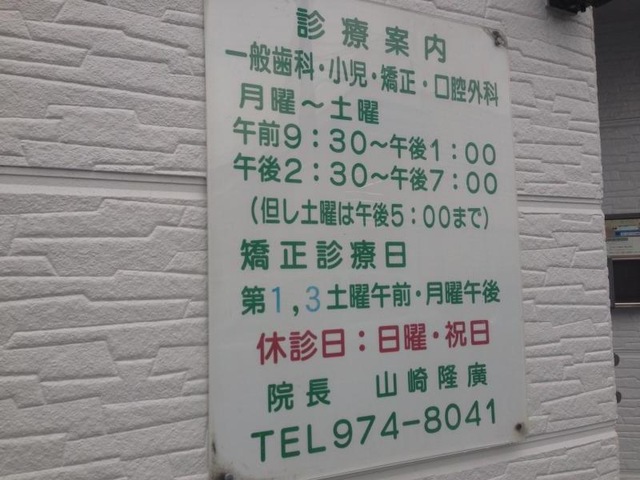 診療案内
一般歯科・小児・矯正・口腔外科
月曜～土曜
午前9：30～午後1：00
午後2：30～午後7：00
（但し土曜は午後5：00まで）
矯正診療日
第1,3土曜午前・月曜午後
休診日：日曜・祝日
院長 山崎隆廣
TEL974-8041